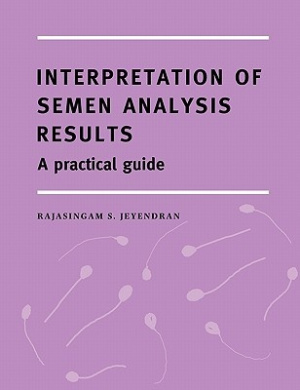 INTERPRETATION OF
SEMEN ANALYSIS
RESULTS
A practical guide
RAJASINGAM S. JEYENDRAN